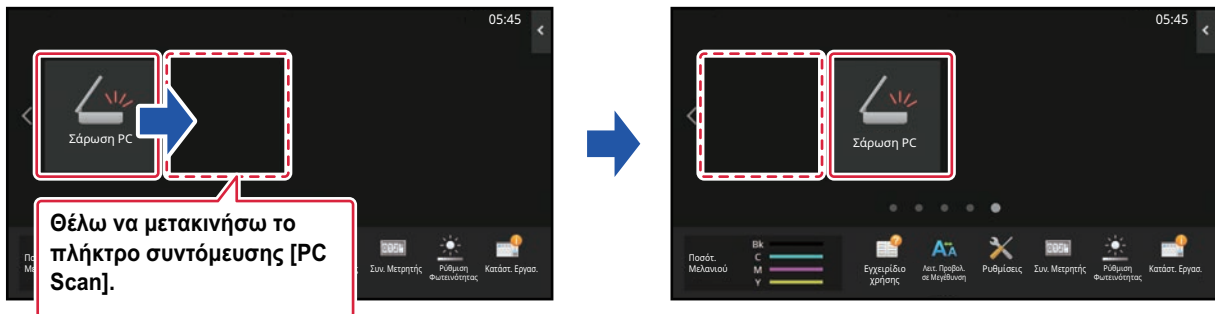 05:45
Σάρωση PC
Θέλω να μετακινήσω το
πλήκτρο συντόμευσης [PC
Scan].
Συν. Μετρητής
Ρύθμιση
Φωτεινότητας
Κατάστ. Εργασ.
05:45
Σάρωση PC
Ποσότ.
Μελανιού
Bk
C
M
Y
Εγχειρίδιο
χρήσης
Λειτ. Προβολ.
σε Μεγέθυνση
Ρυθμίσεις
Συν. Μετρητής
Ρύθμιση
Φωτεινότητας
Κατάστ. Εργασ.